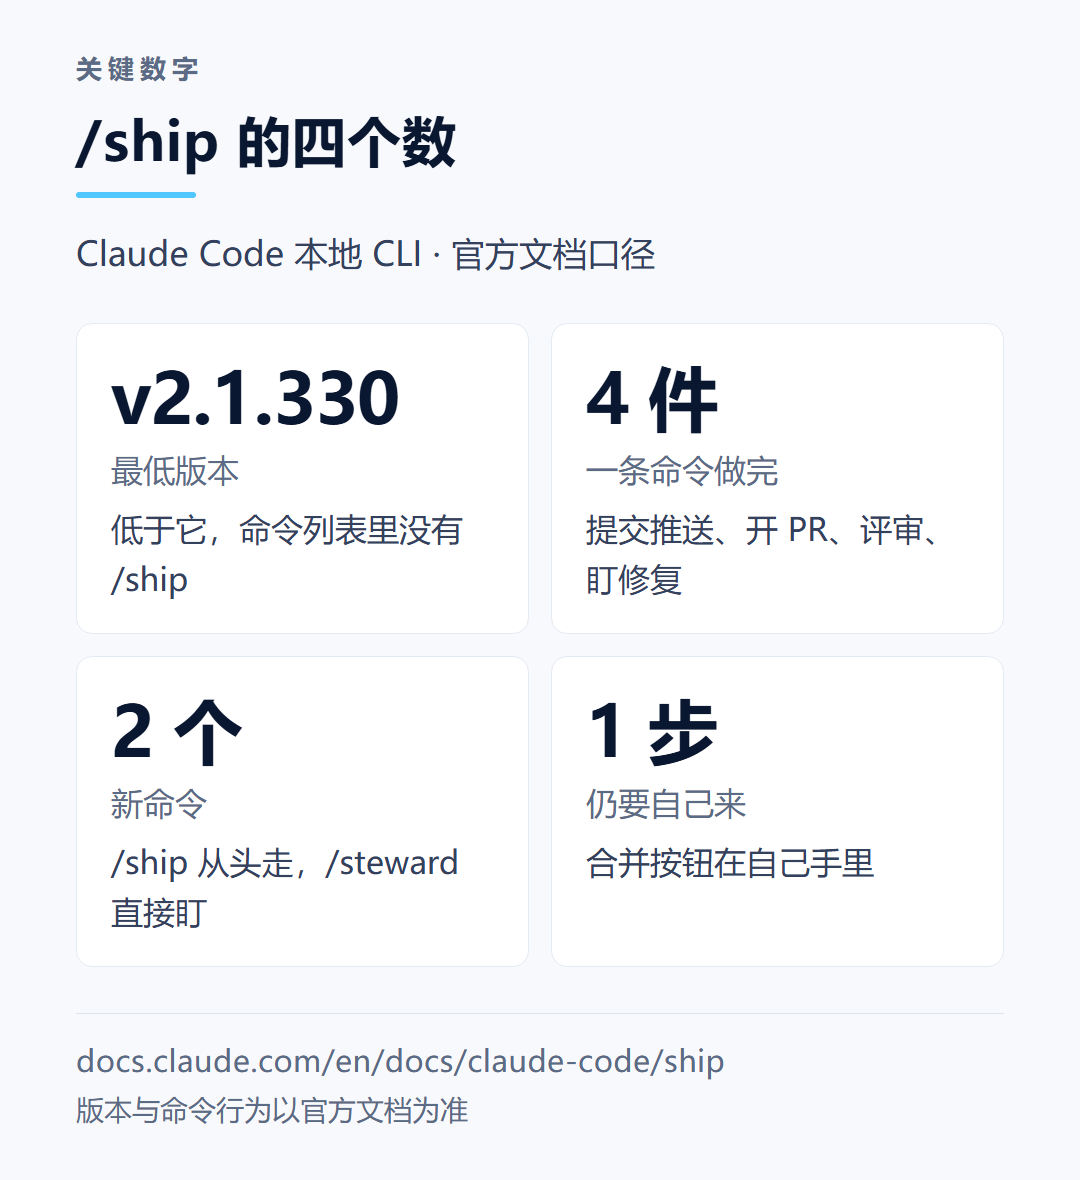 关键数字
/ship 的四个数
Claude Code 本地 CLI · 官方文档口径
v2.1.330
最低版本
低于它，命令列表里没有
/ship
4 件
一条命令做完
提交推送、开 PR、评审、
盯修复
2 个
新命令
/ship 从头走，/steward
直接盯
1 步
仍要自己来
合并按钮在自己手里
docs.claude.com/en/docs/claude-code/ship
版本与命令行为以官方文档为准